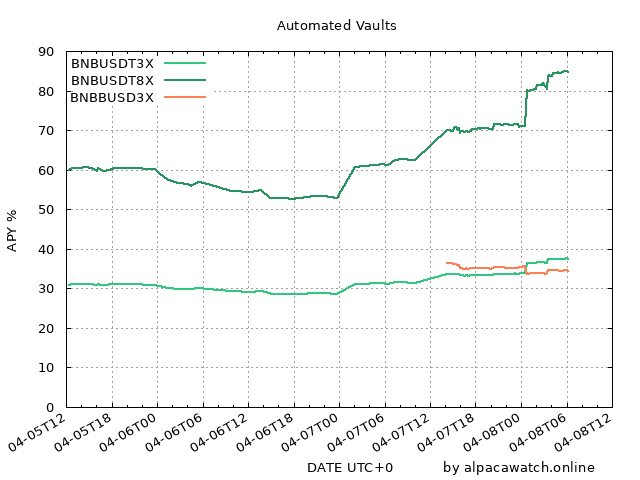 Automated Vaults
BNBUSDT3X
BNBUSDT8X
BNBBUSD3X
90
80
70
60
50
40
30
20
10
0
APY %
04-05T12
04-05T18
04-06T00
04-06T06
04-06T12
04-06T18
04-07T00
04-07T06
04-07T12
04-07T18
04-08T00
04-08T06
04-08T12
DATE UTC+0
by alpacawatch.online